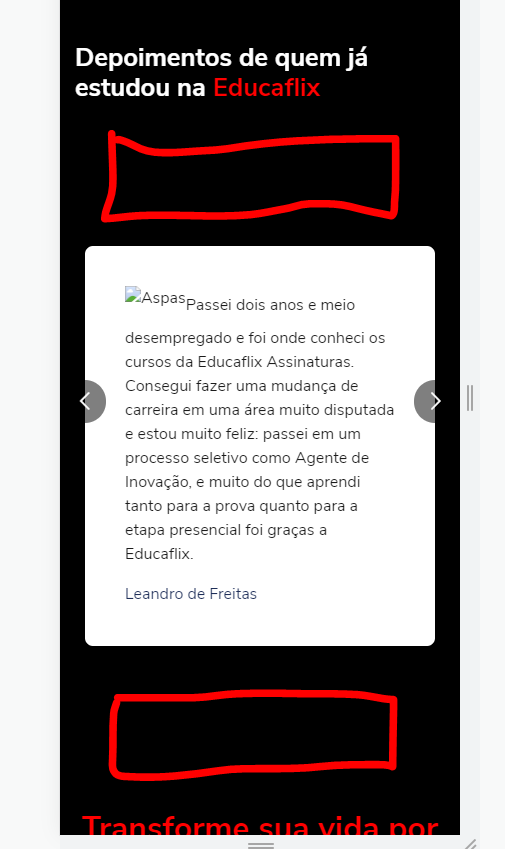 Depoimentos de quem já
estudou na Educaflix
Aspas Passei dois anos e meio
desempregado e foi onde conheci os
cursos da Educaflix Assinaturas.
Consegui fazer uma mudança de
carreira em uma área muito disputada
e estou muito feliz: passei em um
processo seletivo como Agente de
Inovação, e muito do que aprendi
tanto para a prova quanto para a
etapa presencial foi graças a
Educaflix.
Leandro de Freitas
Transforme sua vida por